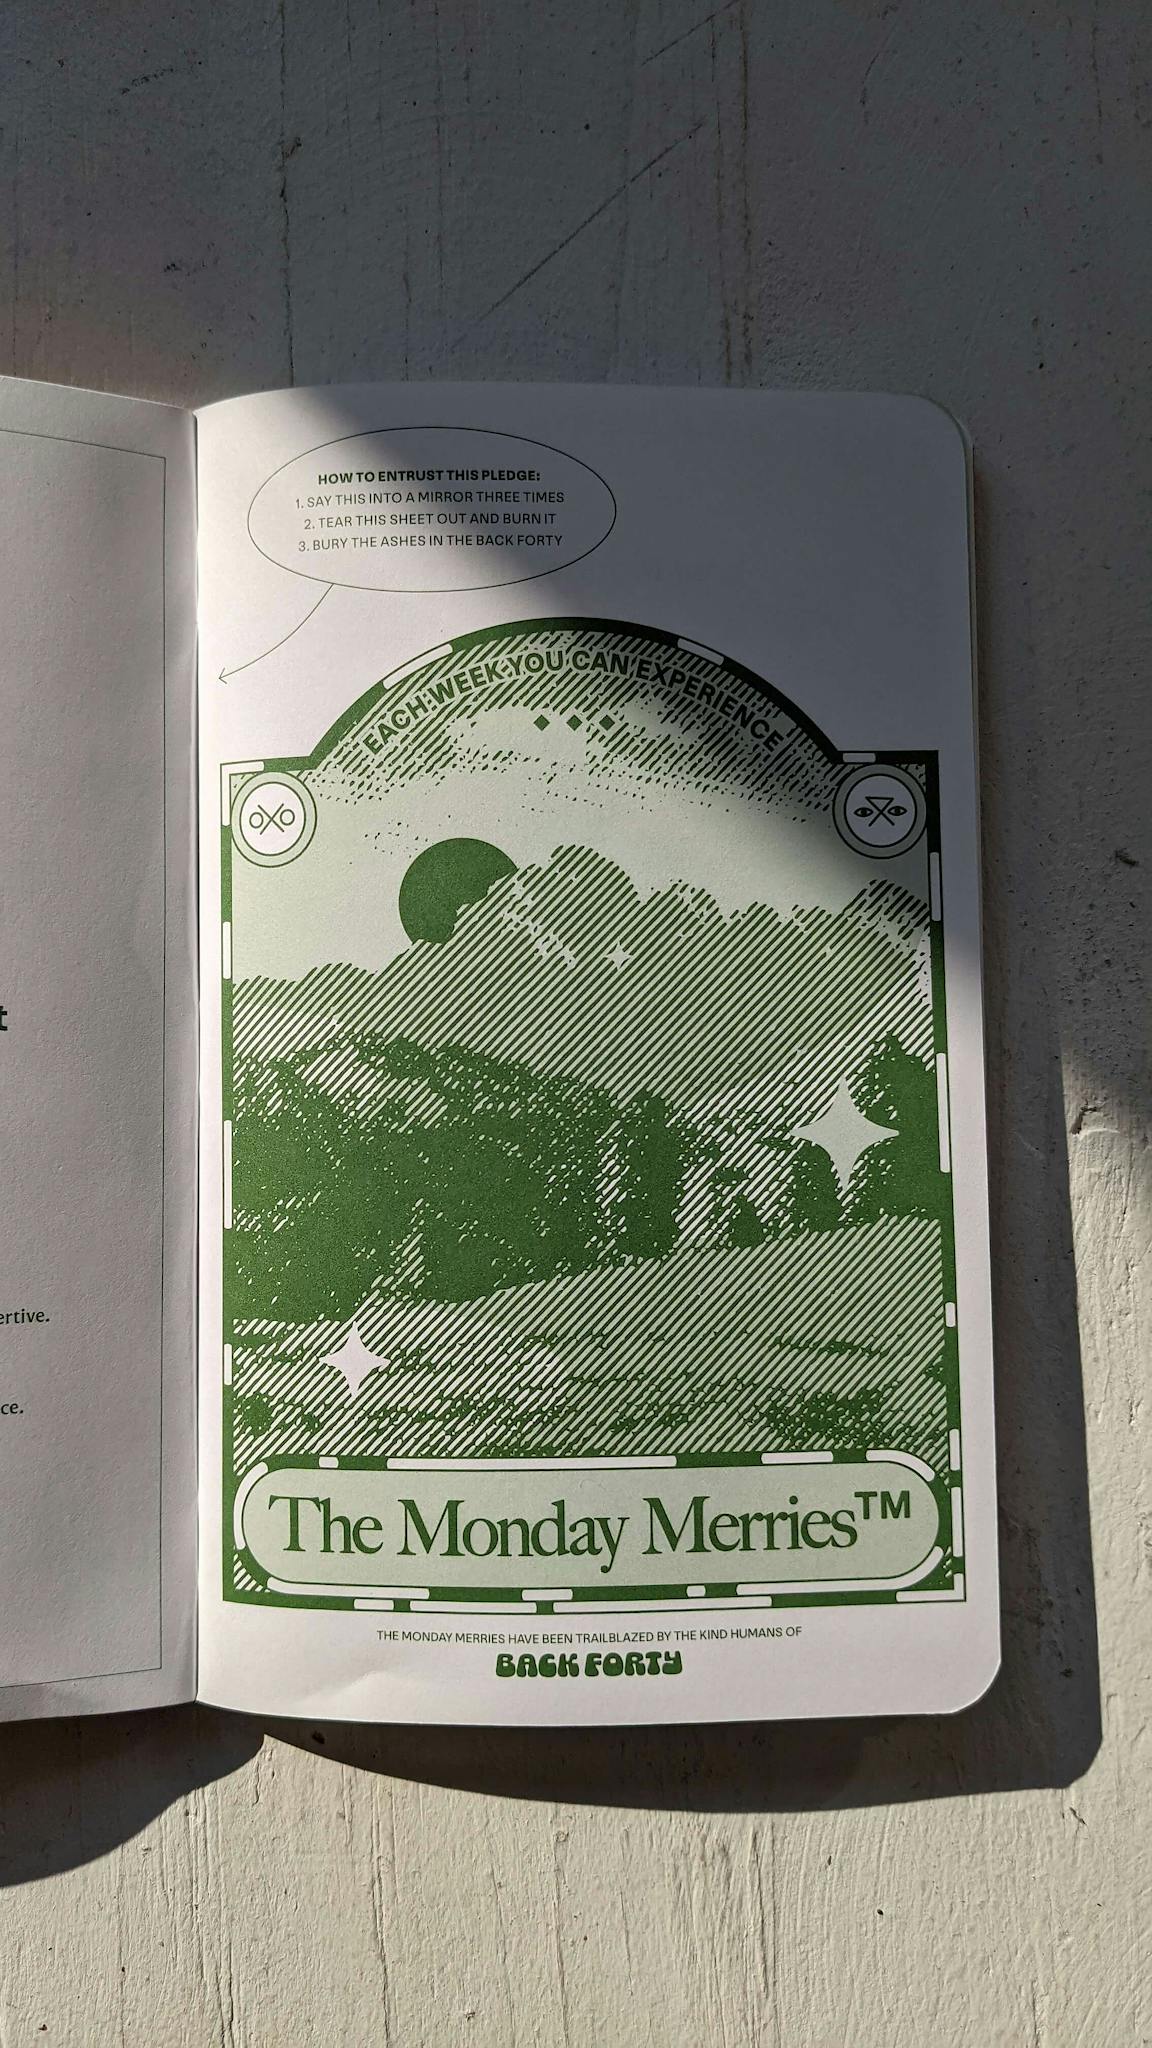 t
ertive.
ce.
HOW TO ENTRUST THIS PLEDGE:
1. SAY THIS INTO A MIRROR THREE TIMES
2. TEAR THIS SHEET OUT AND BURN IT
3. BURY THE ASHES IN THE BACK FORTY
EACH WEEK YOU CAN EXPERIENCE
The Monday Merries™
THE MONDAY MERRIES HAVE BEEN TRAILBLAZED BY THE KIND HUMANS OF
BACK FORTY